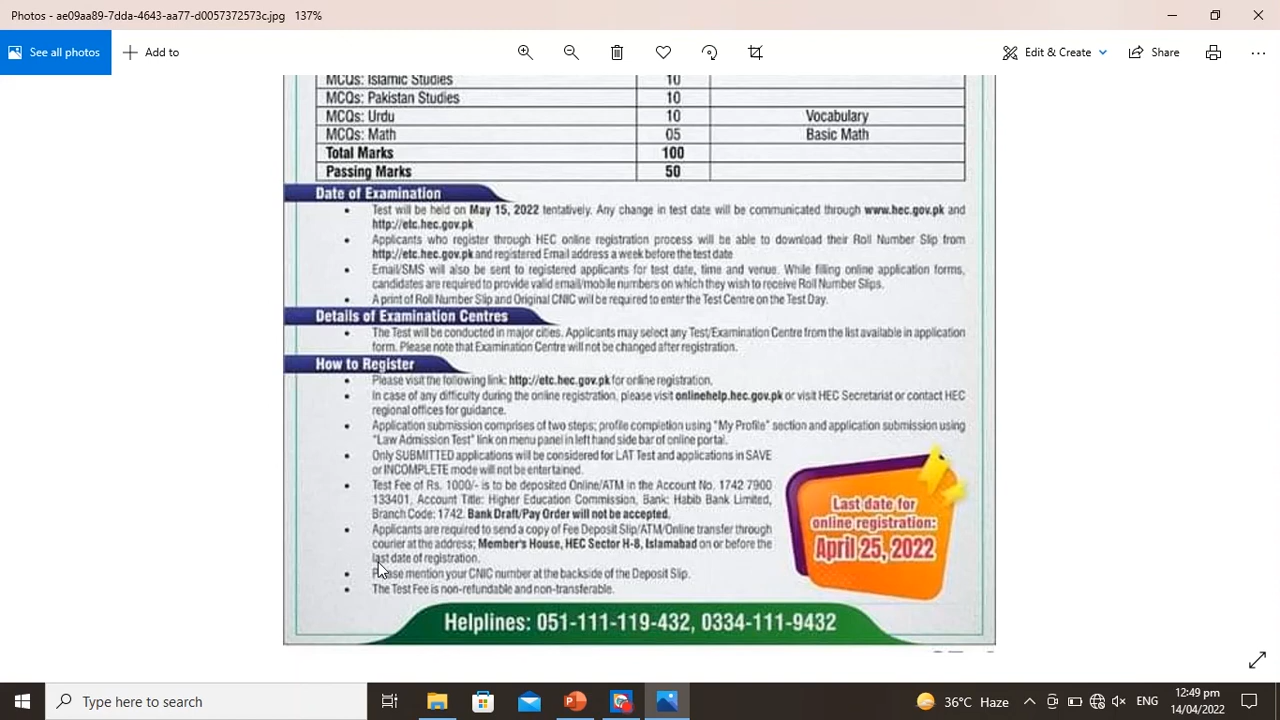 Photos - ae09aa89-7dda-4643-aa77-d0057372573c.jpg 137%
See all photos
Add to
Edit & Create
Share
MCQs: Islamic Studies 10
MCQs: Pakistan Studies 10
MCQs: Urdu 10 Vocabulary
MCQs: Math 05 Basic Math
Total Marks 100
Passing Marks 50
Date of Examination
• Test will be held on May 15, 2022 tentatively. Any change in test date will be communicated through www.hec.gov.pk and
http://etc.hec.gov.pk
• Applicants who register through HEC online registration process will be able to download their Roll Number Slip from
http://etc.hec.gov.pk and registered Email address a week before the test date
• Email/SMS will also be sent to registered applicants for test date, time and venue. While filling online application forms,
candidates are required to provide valid email/mobile numbers on which they wish to receive Roll Number Slips.
• A print of Roll Number Slip and Original CNIC will be required to enter the Test Centre on the Test Day.
Details of Examination Centres
• The Test will be conducted in major cities. Applicants may select any Test/Examination Centre from the list available in application
form. Please note that Examination Centre will not be changed after registration.
How to Register
• Please visit the following link: http://etc.hec.gov.pk for online registration.
• In case of any difficulty during the online registration, please visit onlinehelp.hec.gov.pk or visit HEC Secretariat or contact HEC
regional offices for guidance.
• Application submission comprises of two steps; profile completion using "My Profile" section and application submission using
"Law Admission Test" link on menu panel in left hand side bar of online portal.
• Only SUBMITTED applications will be considered for LAT Test and applications in SAVE
or INCOMPLETE mode will not be entertained.
• Test Fee of Rs. 1000/- is to be deposited Online/ATM in the Account No. 1742 7900
133401, Account Title: Higher Education Commission, Bank: Habib Bank Limited,
Branch Code: 1742. Bank Draft/Pay Order will not be accepted.
• Applicants are required to send a copy of Fee Deposit Slip/ATM/Online transfer through
courier at the address; Member's House, HEC Sector H-8, Islamabad on or before the
last date of registration.
• Please mention your CNIC number at the backside of the Deposit Slip.
• The Test Fee is non-refundable and non-transferable.
Last date for
online registration:
April 25, 2022
Helplines: 051-111-119-432, 0334-111-9432
Type here to search
36°C Haze
ENG
12:49 pm
14/04/2022